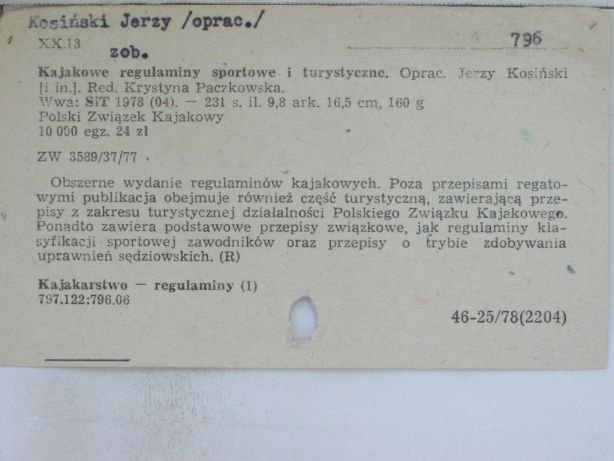 Kosiński Jerzy /oprac./
XX.13
zob.
796
Kajakowe regulaminy sportowe i turystyczne. Oprac. Jerzy Kosiński
[i in.]. Red. Krystyna Paczkowska.
Wwa: SiT 1978 (04). — 231 s. il. 9,8 ark. 16,5 cm, 160 g
Polski Związek Kajakowy
10 000 egz. 24 zł
ZW 3589/37/77
Obszerne wydanie regulaminów kajakowych. Poza przepisami regato-
wymi publikacja obejmuje również część turystyczną, zawierającą prze-
pisy z zakresu turystycznej działalności Polskiego Związku Kajakowego.
Ponadto zawiera podstawowe przepisy związkowe, jak regulaminy kla-
syfikacji sportowej zawodników oraz przepisy o trybie zdobywania
uprawnień sędziowskich. (R)
Kajakarstwo — regulaminy (1)
797.122:796.06
46-25/78(2204)